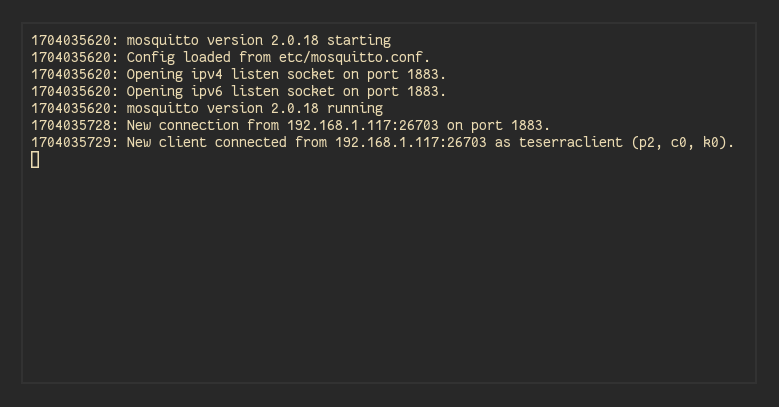 1704035620: mosquitto version 2.0.18 starting
1704035620: Config loaded from etc/mosquitto.conf.
1704035620: Opening ipv4 listen socket on port 1883.
1704035620: Opening ipv6 listen socket on port 1883.
1704035620: mosquitto version 2.0.18 running
1704035728: New connection from 192.168.1.117:26703 on port 1883.
1704035729: New client connected from 192.168.1.117:26703 as teserraclient (p2, c0, k0).